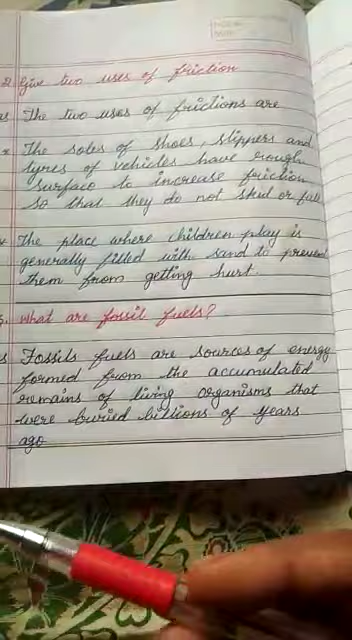 2. Give two uses of friction
The two uses of frictions are
The soles of shoes, slippers and
tyres of vehicles have rough
surface to increase friction
so that they do not skid or fall
The place where children play is
generally filled with sand to prevent
them from getting hurt.
3. What are fossil fuels?
Fossils fuels are sources of energy
formed from the accumulated
remains of living organisms that
were buried billions of years
ago